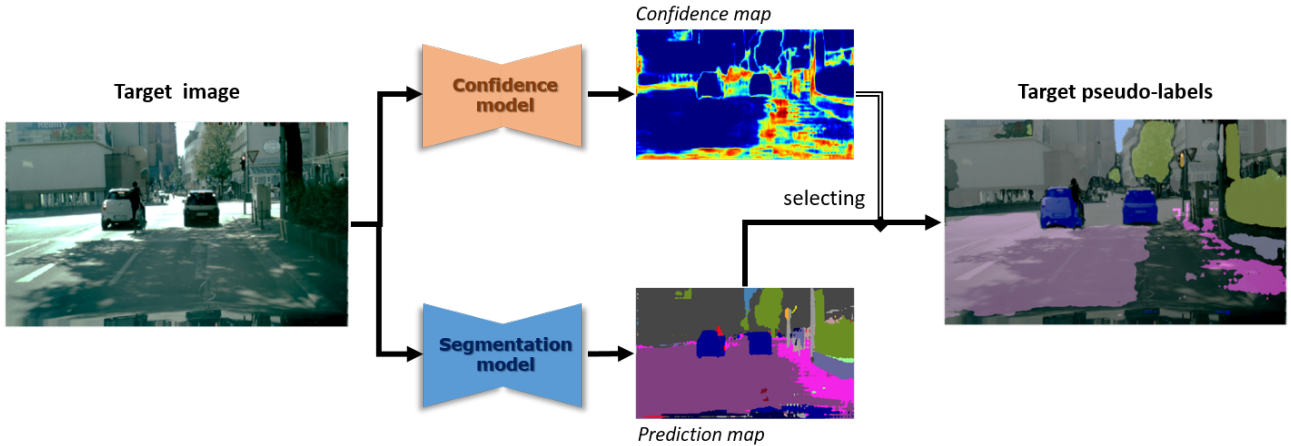 Confidence map
Target image
Confidence
model
Target pseudo-labels
selecting
Segmentation
model
Prediction map